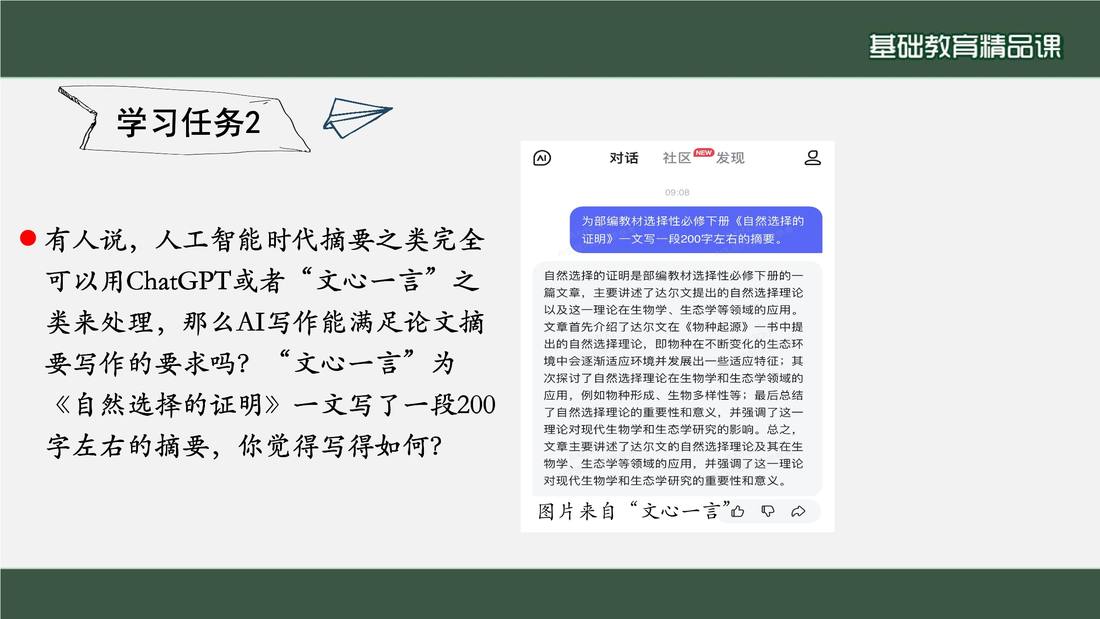 基础教育精品课
学习任务2
有人说，人工智能时代摘要之类完全
可以用ChatGPT或者“文心一言”之
类来处理，那么AI写作能满足论文摘
要写作的要求吗？“文心一言”为
《自然选择的证明》一文写了一段200
字左右的摘要，你觉得写得如何？
AI
对话 社区 NEW 发现
09:08
为部编教材选择性必修下册《自然选择的
证明》一文写一段200字左右的摘要。
自然选择的证明是部编教材选择性必修下册的一
篇文章，主要讲述了达尔文提出的自然选择理论
以及这一理论在生物学、生态学等领域的应用。
文章首先介绍了达尔文在《物种起源》一书中提
出的自然选择理论，即物种在不断变化的生态环
境中会逐渐适应环境并发展出一些适应特征；其
次探讨了自然选择理论在生物学和生态学领域的
应用，例如物种形成、生物多样性等；最后总结
了自然选择理论的重要性和意义，并强调了这一
理论对现代生物学和生态学研究的影响。总之，
文章主要讲述了达尔文的自然选择理论及其在生
物学、生态学等领域的应用，并强调了这一理论
对现代生物学和生态学研究的重要性和意义。
图片来自“文心一言”